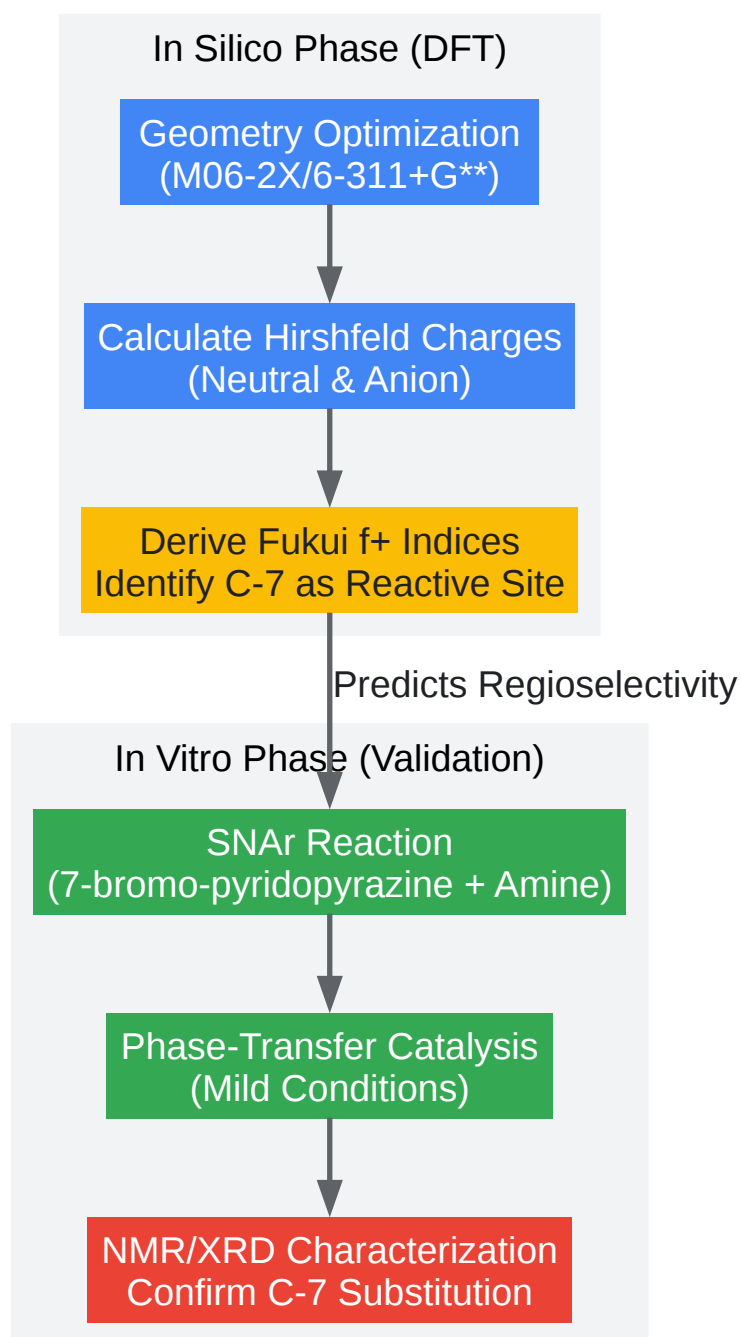 In Silico Phase (DFT)
Geometry Optimization
(M06-2X/6-311+G**)
Calculate Hirshfeld Charges
(Neutral & Anion)
Derive Fukui f+ Indices
Identify C-7 as Reactive Site
Predicts Regioselectivity
In Vitro Phase (Validation)
SNAr Reaction
(7-bromo-pyridopyrazine + Amine)
Phase-Transfer Catalysis
(Mild Conditions)
NMR/XRD Characterization
Confirm C-7 Substitution